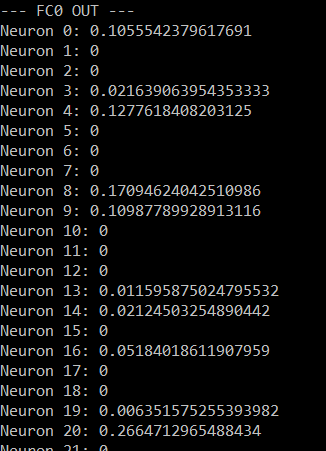 --- FC0 OUT ---
Neuron 0: 0.1055542379617691
Neuron 1: 0
Neuron 2: 0
Neuron 3: 0.021639063954353333
Neuron 4: 0.1277618408203125
Neuron 5: 0
Neuron 6: 0
Neuron 7: 0
Neuron 8: 0.17094624042510986
Neuron 9: 0.10987789928913116
Neuron 10: 0
Neuron 11: 0
Neuron 12: 0
Neuron 13: 0.011595875024795532
Neuron 14: 0.02124503254890442
Neuron 15: 0
Neuron 16: 0.05184018611907959
Neuron 17: 0
Neuron 18: 0
Neuron 19: 0.006351575255393982
Neuron 20: 0.2664712965488434
Neuron 21: 0